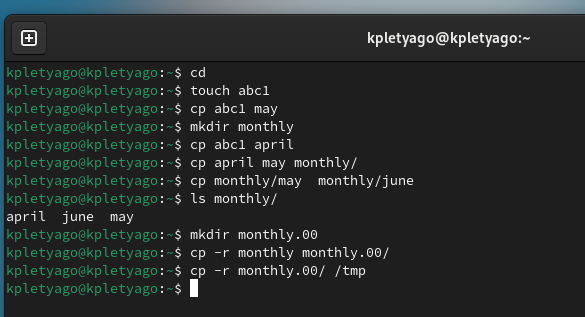 kpletyago@kpletyago:~
kpletyago@kpletyago:~$ cd
kpletyago@kpletyago:~$ touch abc1
kpletyago@kpletyago:~$ cp abc1 may
kpletyago@kpletyago:~$ mkdir monthly
kpletyago@kpletyago:~$ cp abc1 april
kpletyago@kpletyago:~$ cp april may monthly/
kpletyago@kpletyago:~$ cp monthly/may  monthly/june
kpletyago@kpletyago:~$ ls monthly/
april  june  may
kpletyago@kpletyago:~$ mkdir monthly.00
kpletyago@kpletyago:~$ cp -r monthly monthly.00/
kpletyago@kpletyago:~$ cp -r monthly.00/ /tmp
kpletyago@kpletyago:~$